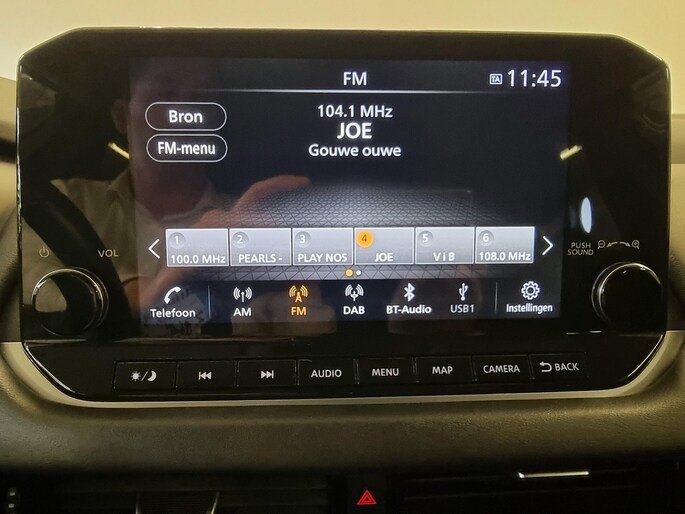 FM
TA 11:45
Bron
104.1 MHz
JOE
FM-menu
Gouwe ouwe
1 2 3 4 5 6
100.0 MHz PEARLS - PLAY NOS JOE V i B 108.0 MHz
VOL
PUSH
SOUND
Telefoon AM FM DAB BT-Audio USB1 Instellingen
AUDIO MENU MAP CAMERA BACK